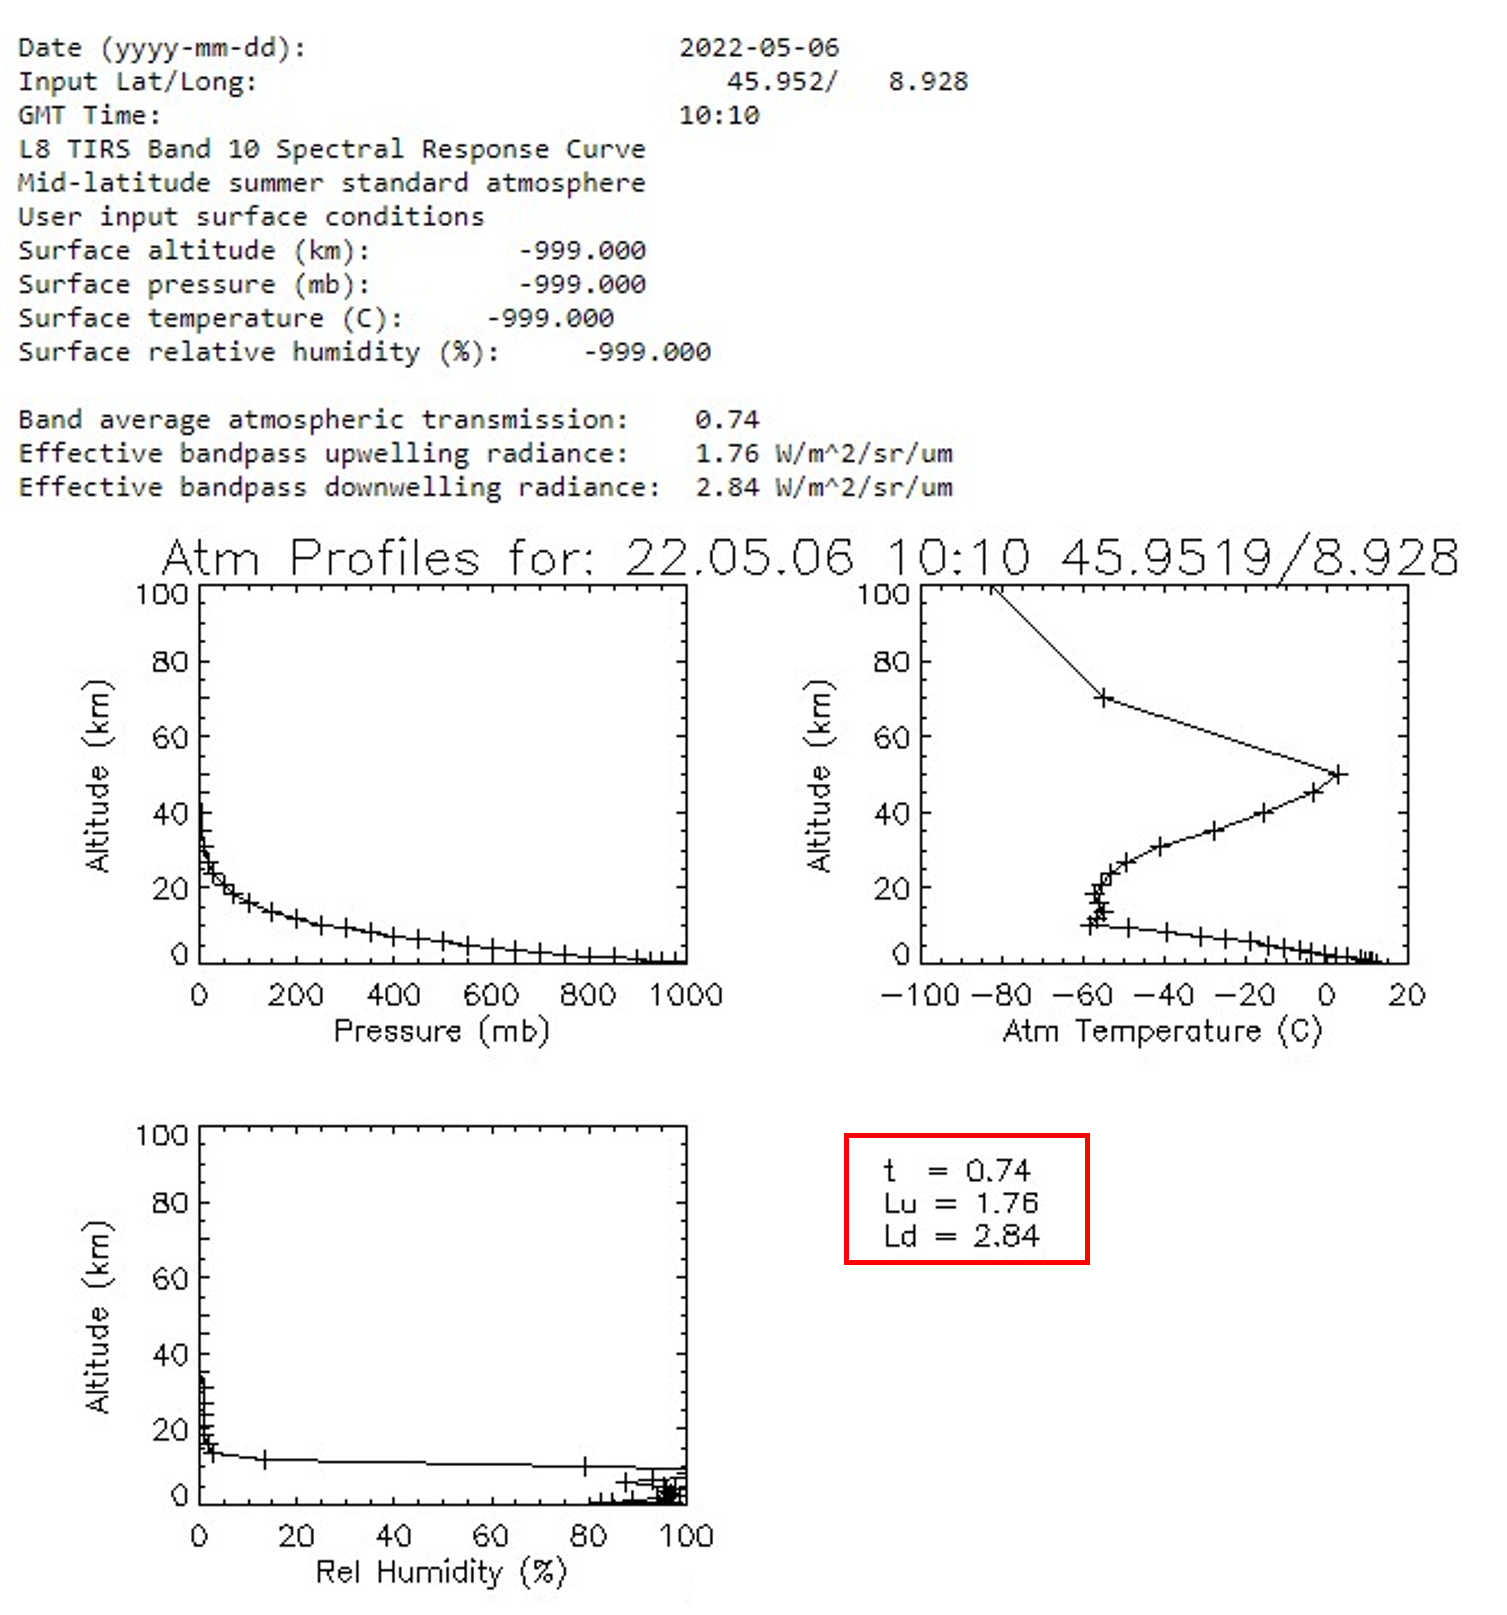 Date (yyyy-mm-dd): 2022-05-06
Input Lat/Long: 45.952/ 8.928
GMT Time: 10:10
L8 TIRS Band 10 Spectral Response Curve
Mid-latitude summer standard atmosphere
User input surface conditions
Surface altitude (km): -999.000
Surface pressure (mb): -999.000
Surface temperature (C): -999.000
Surface relative humidity (%): -999.000
Band average atmospheric transmission: 0.74
Effective bandpass upwelling radiance: 1.76 W/m^2/sr/um
Effective bandpass downwelling radiance: 2.84 W/m^2/sr/um
Atm Profiles for: 22.05.06 10:10 45.9519/8.928
100
80
60
40
20
0
Altitude (km)
0 200 400 600 800 1000
Pressure (mb)
100
80
60
40
20
0
Altitude (km)
-100 -80 -60 -40 -20 0 20
Atm Temperature (C)
100
80
60
40
20
0
Altitude (km)
0 20 40 60 80 100
Rel Humidity (%)
t = 0.74
Lu = 1.76
Ld = 2.84